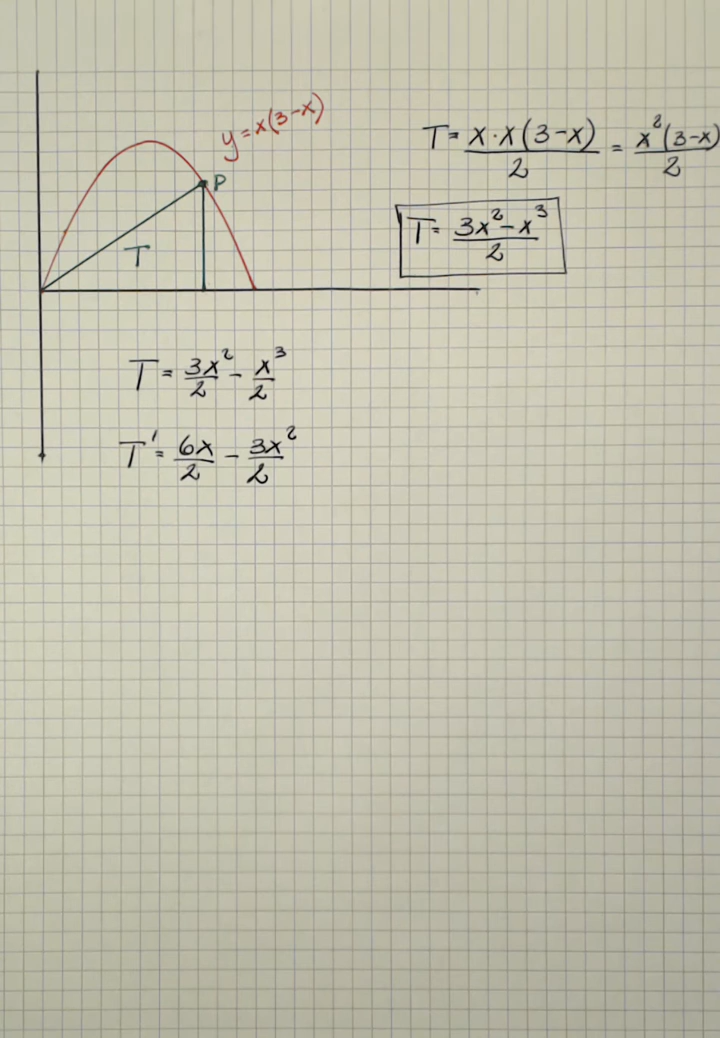 y=x(3-x)
P
T
T= x·x(3-x)/2 = x²(3-x)/2
T= 3x²-x³/2
T= 3x²/2 - x³/2
T'= 6x/2 - 3x²/2